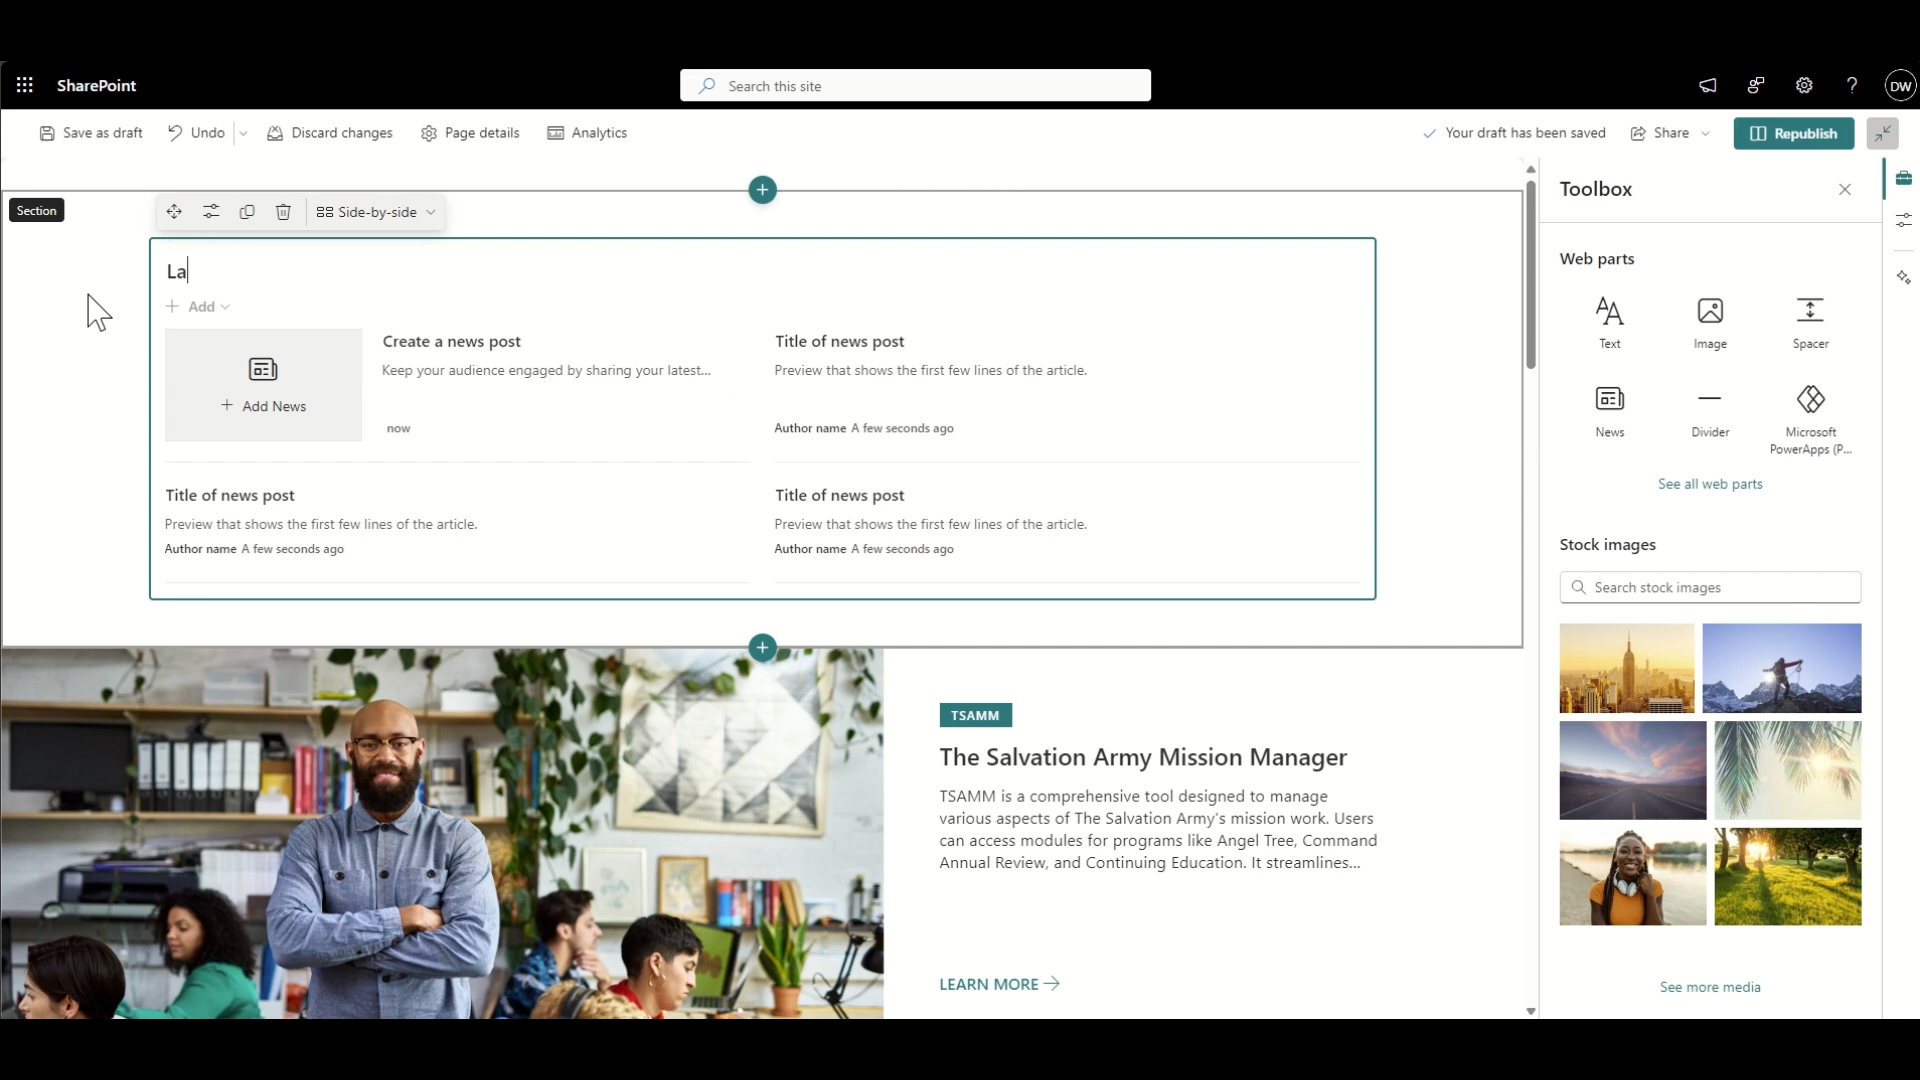 SharePoint
Search this site
DW
Save as draft
Undo
Discard changes
Page details
Analytics
Your draft has been saved
Share
Republish
Section
Side-by-side
La
Add
Add News
Create a news post
Keep your audience engaged by sharing your latest...
now
Title of news post
Preview that shows the first few lines of the article.
Author name A few seconds ago
Title of news post
Preview that shows the first few lines of the article.
Author name A few seconds ago
Title of news post
Preview that shows the first few lines of the article.
Author name A few seconds ago
TSAMM
The Salvation Army Mission Manager
TSAMM is a comprehensive tool designed to manage
various aspects of The Salvation Army's mission work. Users
can access modules for programs like Angel Tree, Command
Annual Review, and Continuing Education. It streamlines...
LEARN MORE
Toolbox
Web parts
Text
Image
Spacer
News
Divider
Microsoft
PowerApps (P...
See all web parts
Stock images
Search stock images
See more media